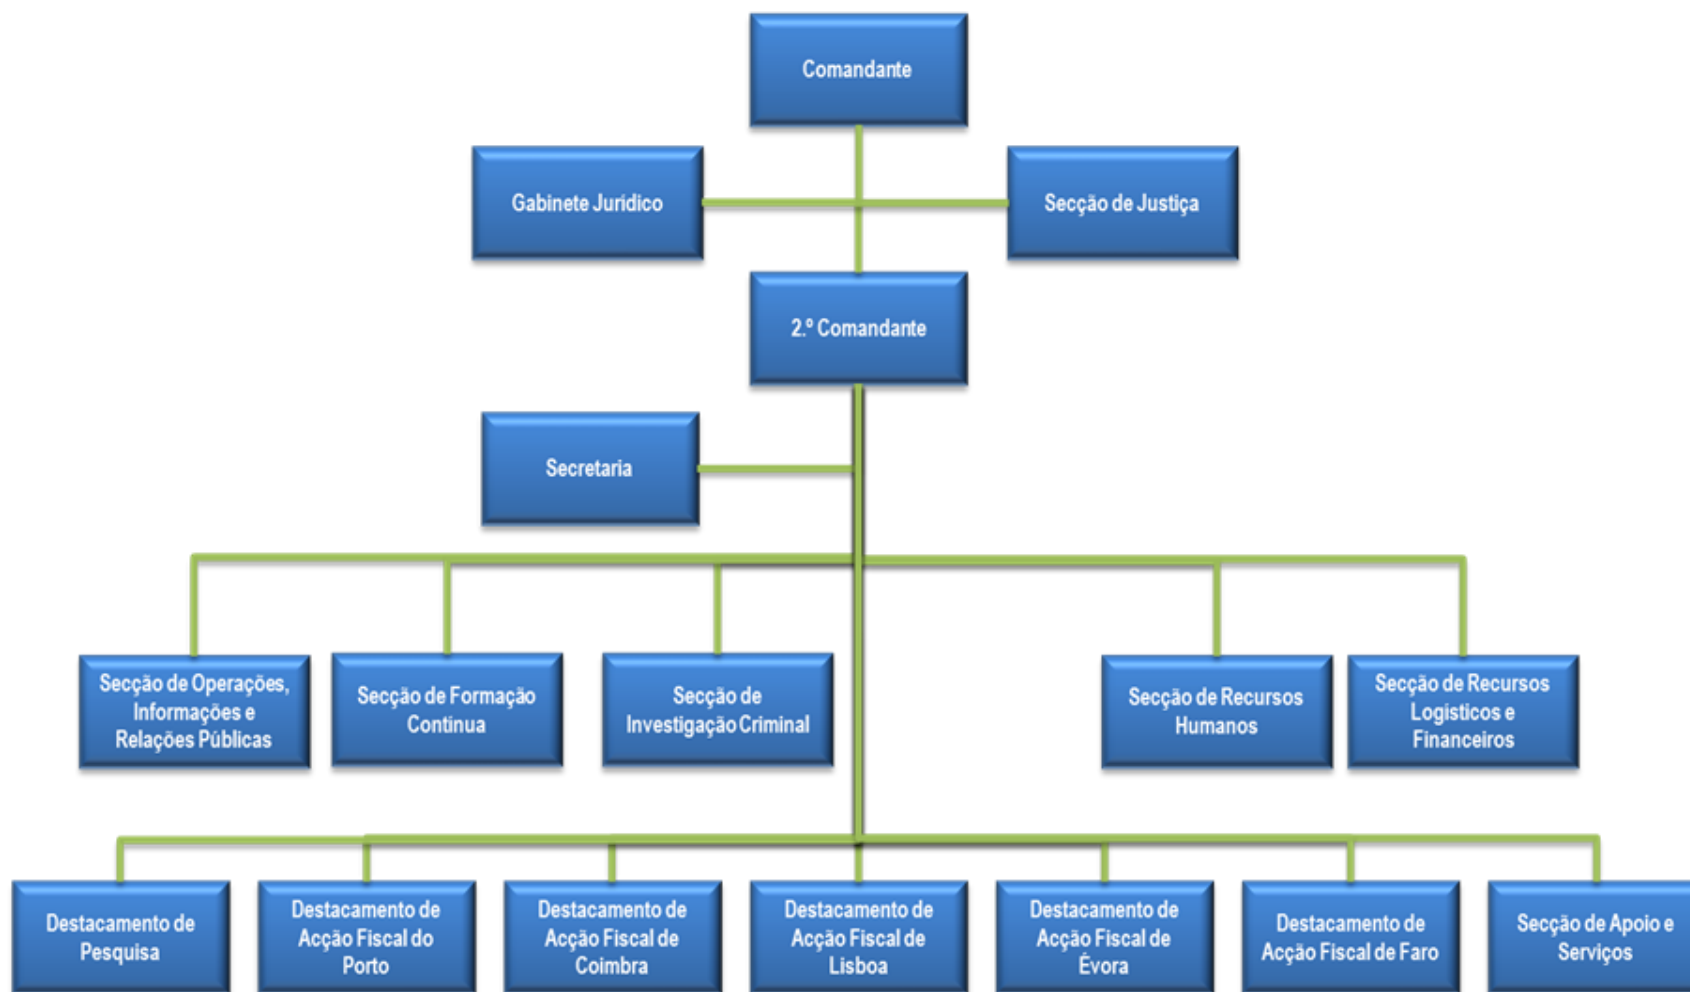 Comandante
Gabinete Jurídico
Secção de Justiça
2.º Comandante
Secretaria
Secção de Operações,
Informações e
Relações Públicas
Secção de Formação
Contínua
Secção de
Investigação Criminal
Secção de Recursos
Humanos
Secção de Recursos
Logísticos e
Financeiros
Destacamento de
Pesquisa
Destacamento de
Acção Fiscal do
Porto
Destacamento de
Acção Fiscal de
Coimbra
Destacamento de
Acção Fiscal de
Lisboa
Destacamento de
Acção Fiscal de
Évora
Destacamento de
Acção Fiscal de Faro
Secção de Apoio e
Serviços